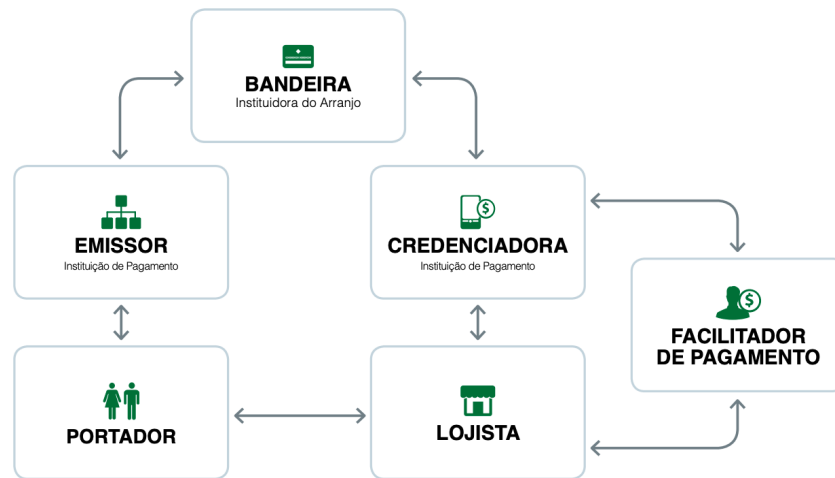 BANDEIRA
Instituidora do Arranjo
EMISSOR
Instituição de Pagamento
CREDENCIADORA
Instituição de Pagamento
FACILITADOR
DE PAGAMENTO
PORTADOR
LOJISTA